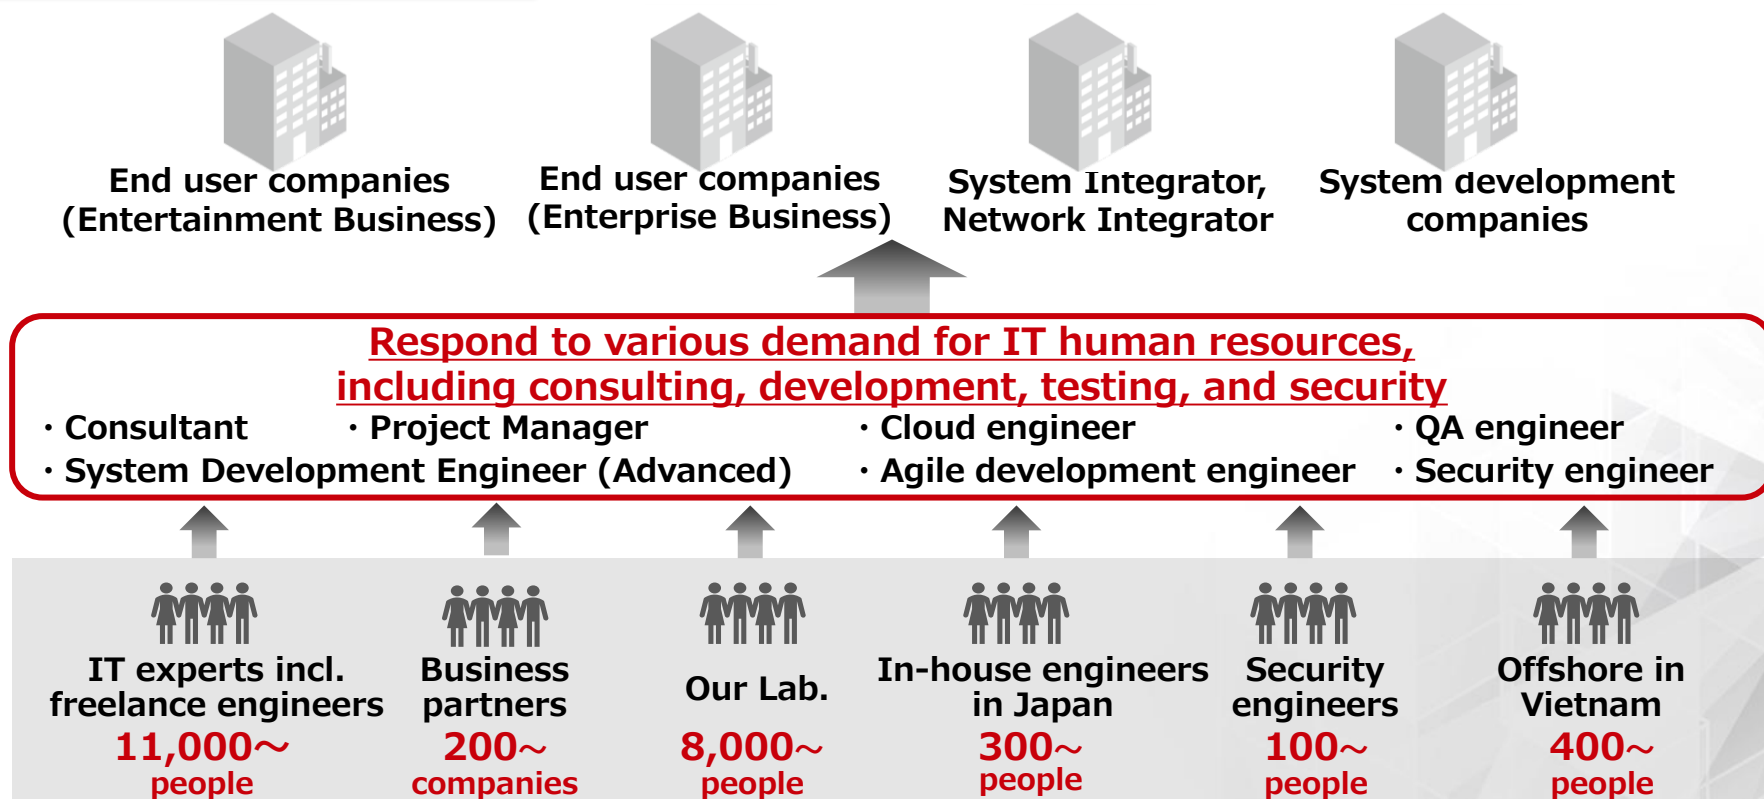 End user companies
(Entertainment Business)
End user companies
(Enterprise Business)
System Integrator,
Network Integrator
System development
companies
Respond to various demand for IT human resources,
including consulting, development, testing, and security
・Consultant ・Project Manager ・Cloud engineer ・QA engineer
・System Development Engineer (Advanced) ・Agile development engineer ・Security engineer
IT experts incl.
freelance engineers
11,000～
people
Business
partners
200～
companies
Our Lab.
8,000～
people
In-house engineers
in Japan
300～
people
Security
engineers
100～
people
Offshore in
Vietnam
400～
people